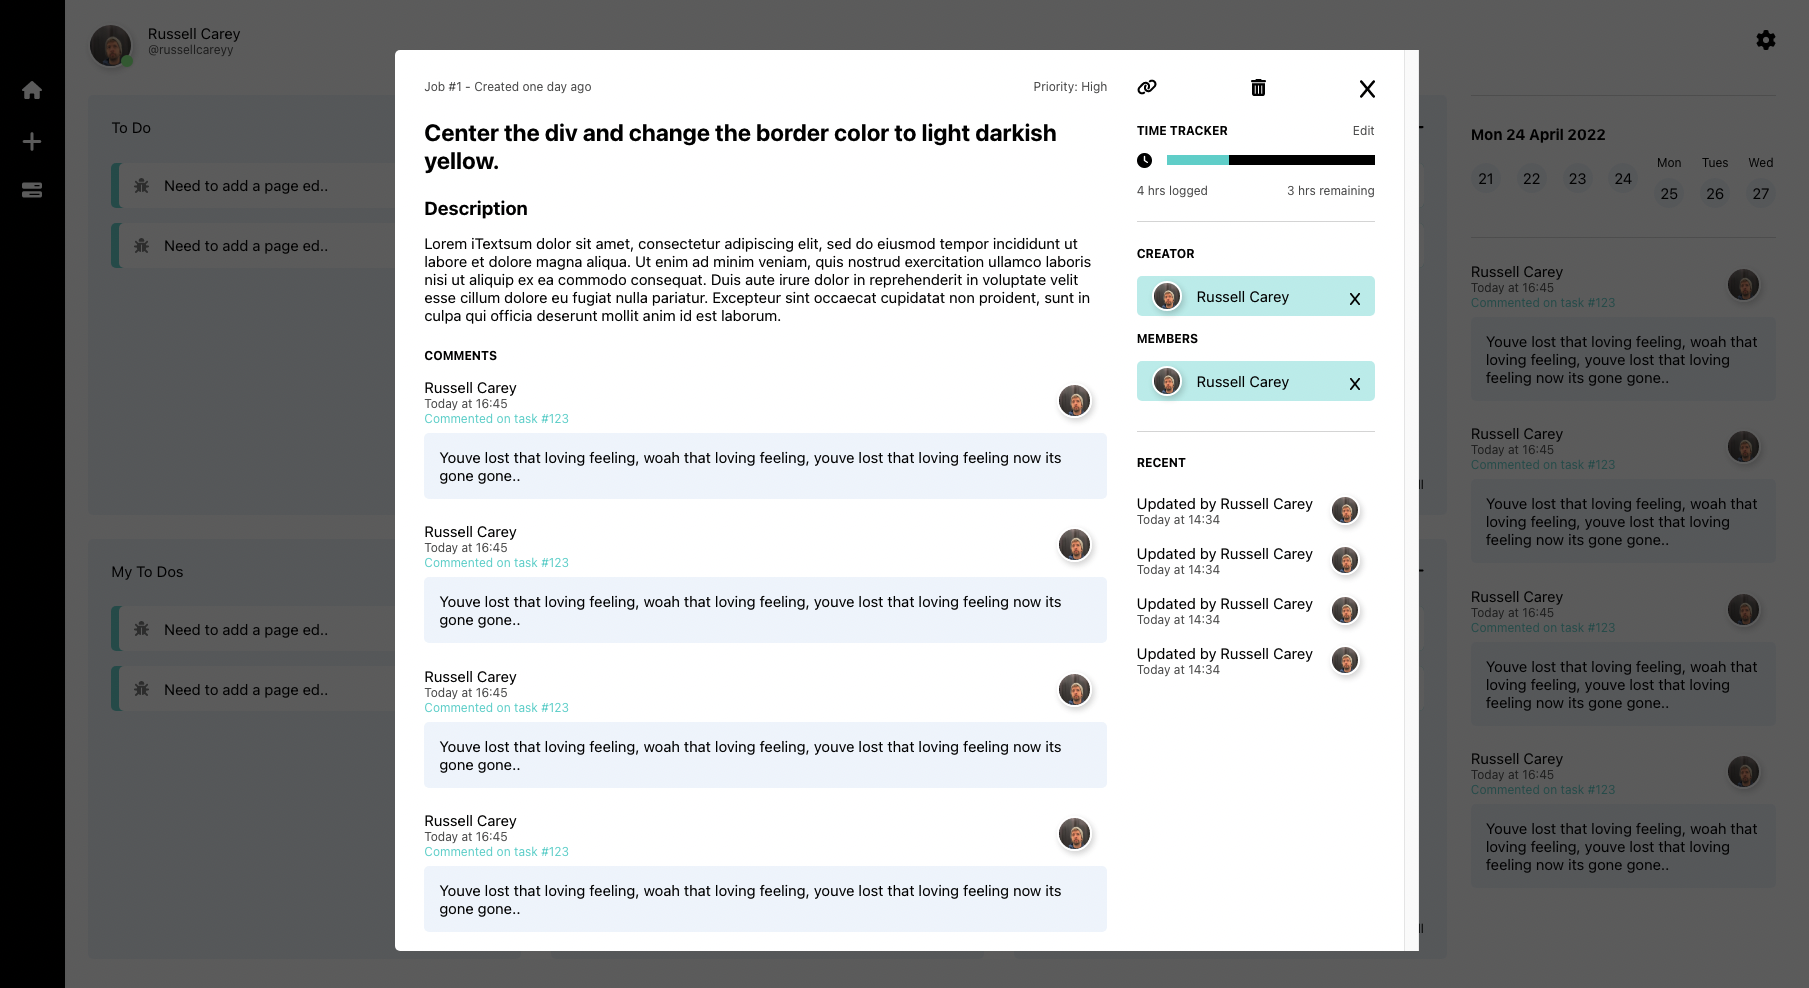 Russell Carey
@russellcareyy
To Do
Need to add a page ed..
Need to add a page ed..
My To Dos
Need to add a page ed..
Need to add a page ed..
Job #1 - Created one day ago
Priority: High
Center the div and change the border color to light darkish
yellow.
Description
Lorem iTextsum dolor sit amet, consectetur adipiscing elit, sed do eiusmod tempor incididunt ut
labore et dolore magna aliqua. Ut enim ad minim veniam, quis nostrud exercitation ullamco laboris
nisi ut aliquip ex ea commodo consequat. Duis aute irure dolor in reprehenderit in voluptate velit
esse cillum dolore eu fugiat nulla pariatur. Excepteur sint occaecat cupidatat non proident, sunt in
culpa qui officia deserunt mollit anim id est laborum.
COMMENTS
Russell Carey
Today at 16:45
Commented on task #123
Youve lost that loving feeling, woah that loving feeling, youve lost that loving feeling now its
gone gone..
Russell Carey
Today at 16:45
Commented on task #123
Youve lost that loving feeling, woah that loving feeling, youve lost that loving feeling now its
gone gone..
Russell Carey
Today at 16:45
Commented on task #123
Youve lost that loving feeling, woah that loving feeling, youve lost that loving feeling now its
gone gone..
Russell Carey
Today at 16:45
Commented on task #123
Youve lost that loving feeling, woah that loving feeling, youve lost that loving feeling now its
gone gone..
TIME TRACKER
Edit
4 hrs logged
3 hrs remaining
CREATOR
Russell Carey
MEMBERS
Russell Carey
RECENT
Updated by Russell Carey
Today at 14:34
Updated by Russell Carey
Today at 14:34
Updated by Russell Carey
Today at 14:34
Updated by Russell Carey
Today at 14:34
Mon 24 April 2022
Mon Tues Wed
21 22 23 24 25 26 27
Russell Carey
Today at 16:45
Commented on task #123
Youve lost that loving feeling, woah that
loving feeling, youve lost that loving
feeling now its gone gone..
Russell Carey
Today at 16:45
Commented on task #123
Youve lost that loving feeling, woah that
loving feeling, youve lost that loving
feeling now its gone gone..
Russell Carey
Today at 16:45
Commented on task #123
Youve lost that loving feeling, woah that
loving feeling, youve lost that loving
feeling now its gone gone..
Russell Carey
Today at 16:45
Commented on task #123
Youve lost that loving feeling, woah that
loving feeling, youve lost that loving
feeling now its gone gone..